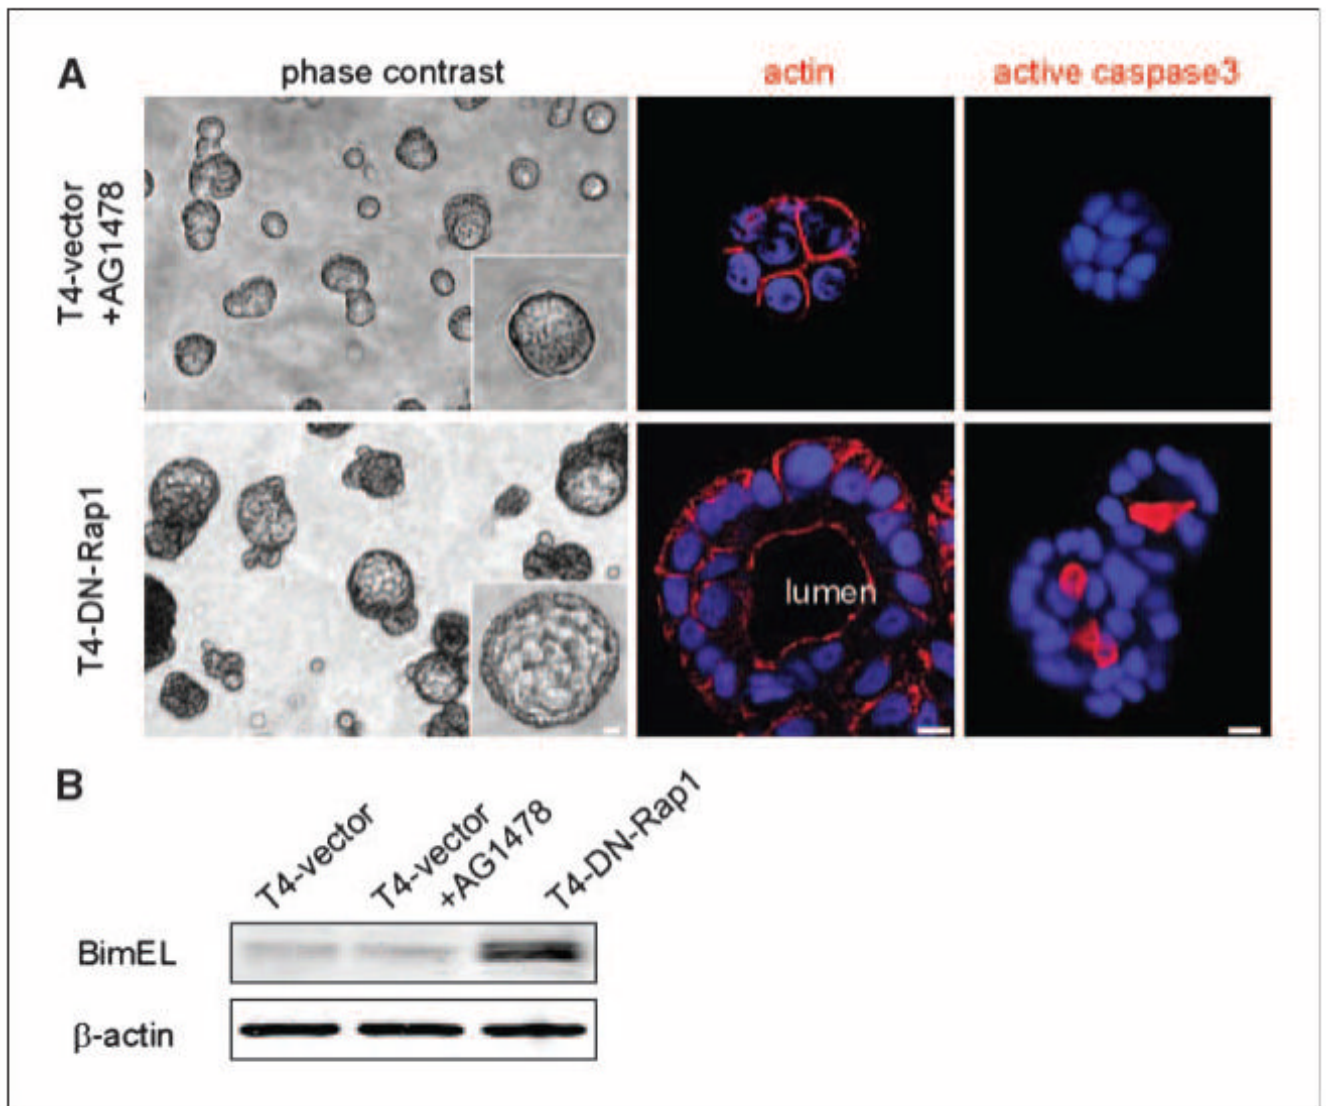 A
phase contrast
actin
active caspase3
T4-vector
+AG1478
T4-DN-Rap1
lumen
B
T4-vector
T4-vector
+AG1478
T4-DN-Rap1
BimEL
β-actin